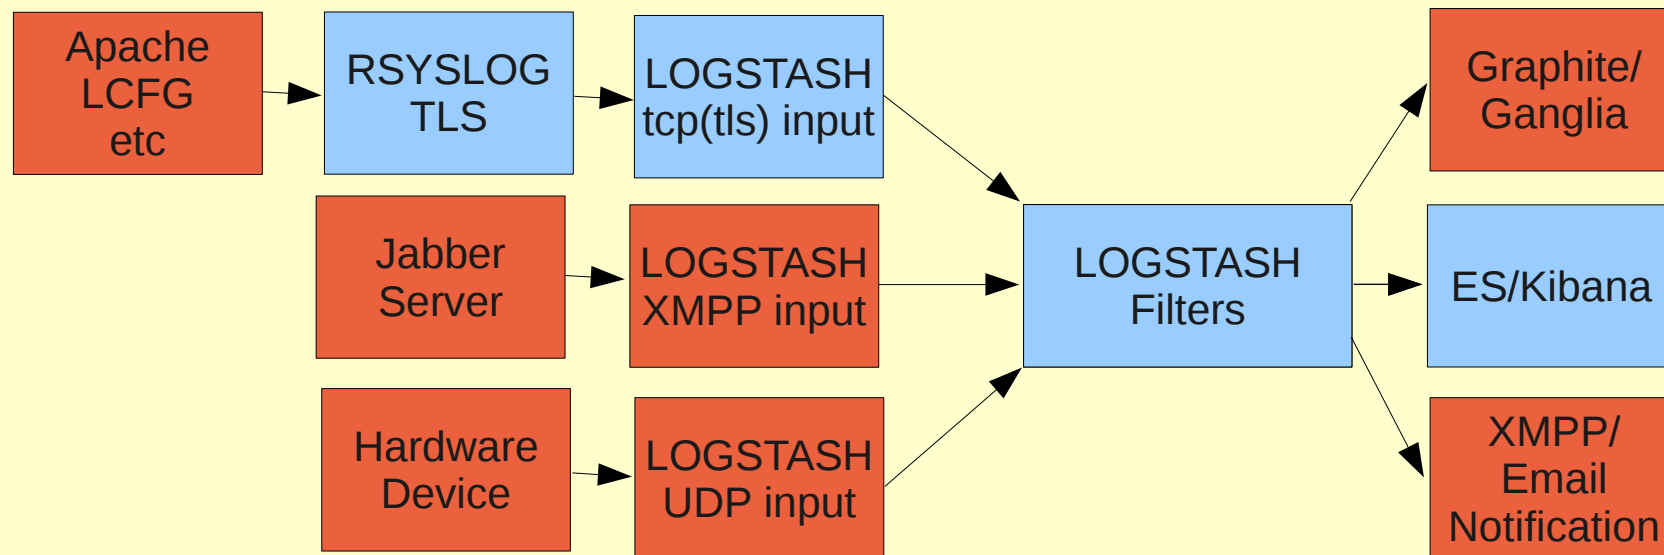 Apache
LCFG
etc
RSYSLOG
TLS
LOGSTASH
tcp(tls) input
Jabber
Server
LOGSTASH
XMPP input
Hardware
Device
LOGSTASH
UDP input
LOGSTASH
Filters
Graphite/
Ganglia
ES/Kibana
XMPP/
Email
Notification